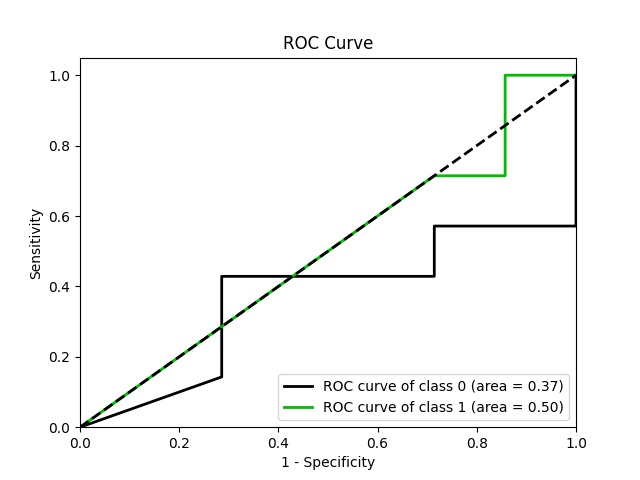 ROC Curve
Sensitivity
1.0
0.8
0.6
0.4
0.2
0.0
0.0 0.2 0.4 0.6 0.8 1.0
1 - Specificity
ROC curve of class 0 (area = 0.37)
ROC curve of class 1 (area = 0.50)